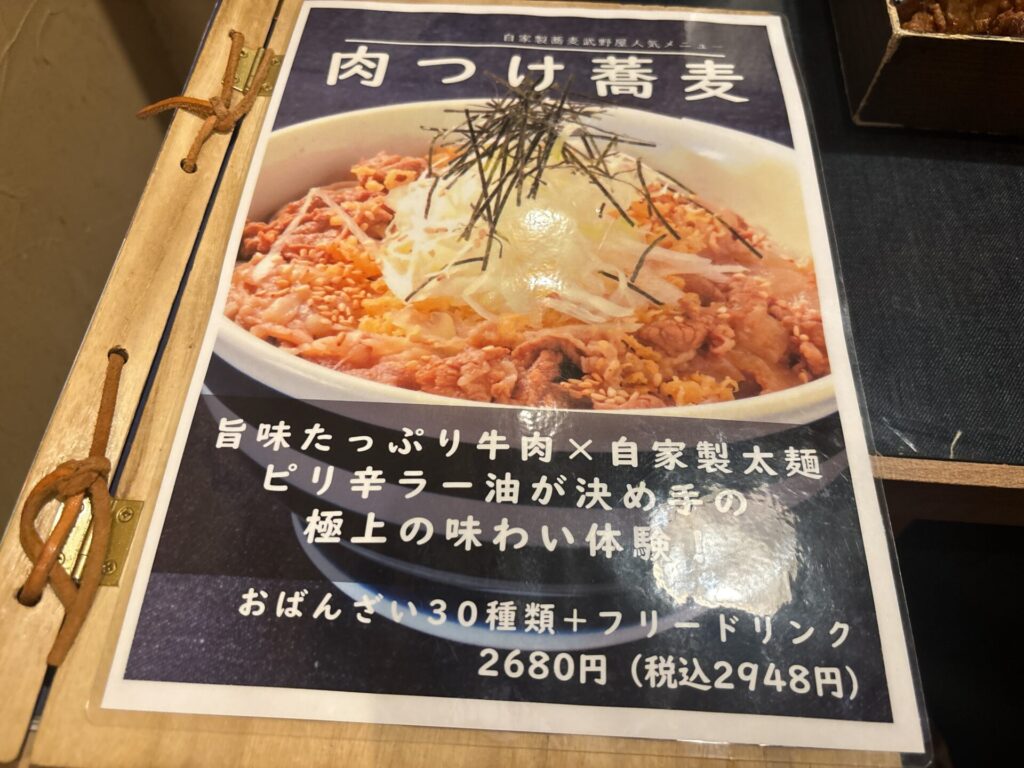 自家製蕎麦武野屋人気メニュー
肉つけ蕎麦
旨味たっぷり牛肉×自家製太麺
ピリ辛ラー油が決め手の
極上の味わい体験！
おばんざい30種類＋フリードリンク
2680円（税込2948円）